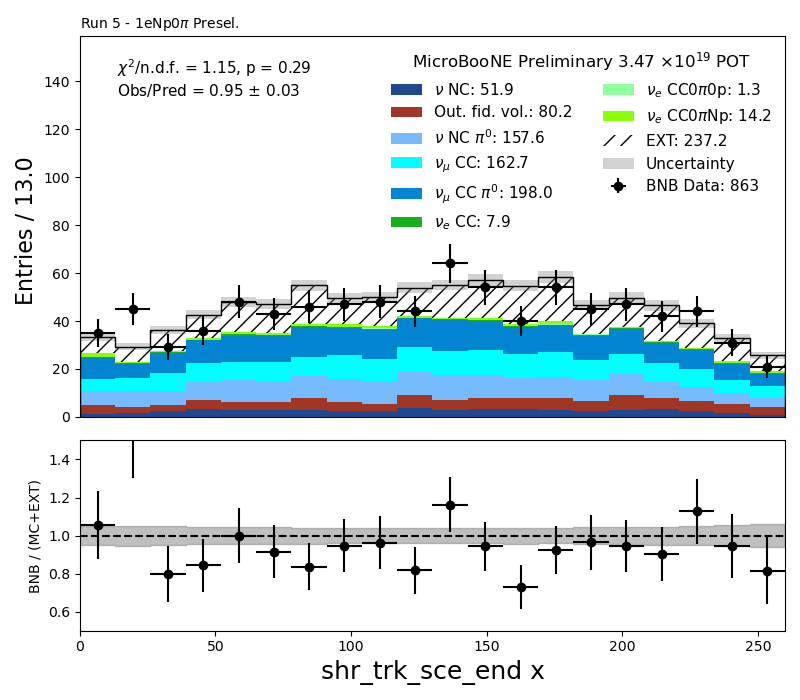 Run 5 - 1eNp0π Presel.
χ²/n.d.f. = 1.15, p = 0.29
Obs/Pred = 0.95 ± 0.03
MicroBooNE Preliminary 3.47 ×10¹⁹ POT
ν NC: 51.9
Out. fid. vol.: 80.2
ν NC π⁰: 157.6
ν_μ CC: 162.7
ν_μ CC π⁰: 198.0
ν_e CC: 7.9
ν_e CC0π0p: 1.3
ν_e CC0πNp: 14.2
EXT: 237.2
Uncertainty
BNB Data: 863
Entries / 13.0
140
120
100
80
60
40
20
0
BNB / (MC+EXT)
1.4
1.2
1.0
0.8
0.6
0
50
100
150
200
250
shr_trk_sce_end x